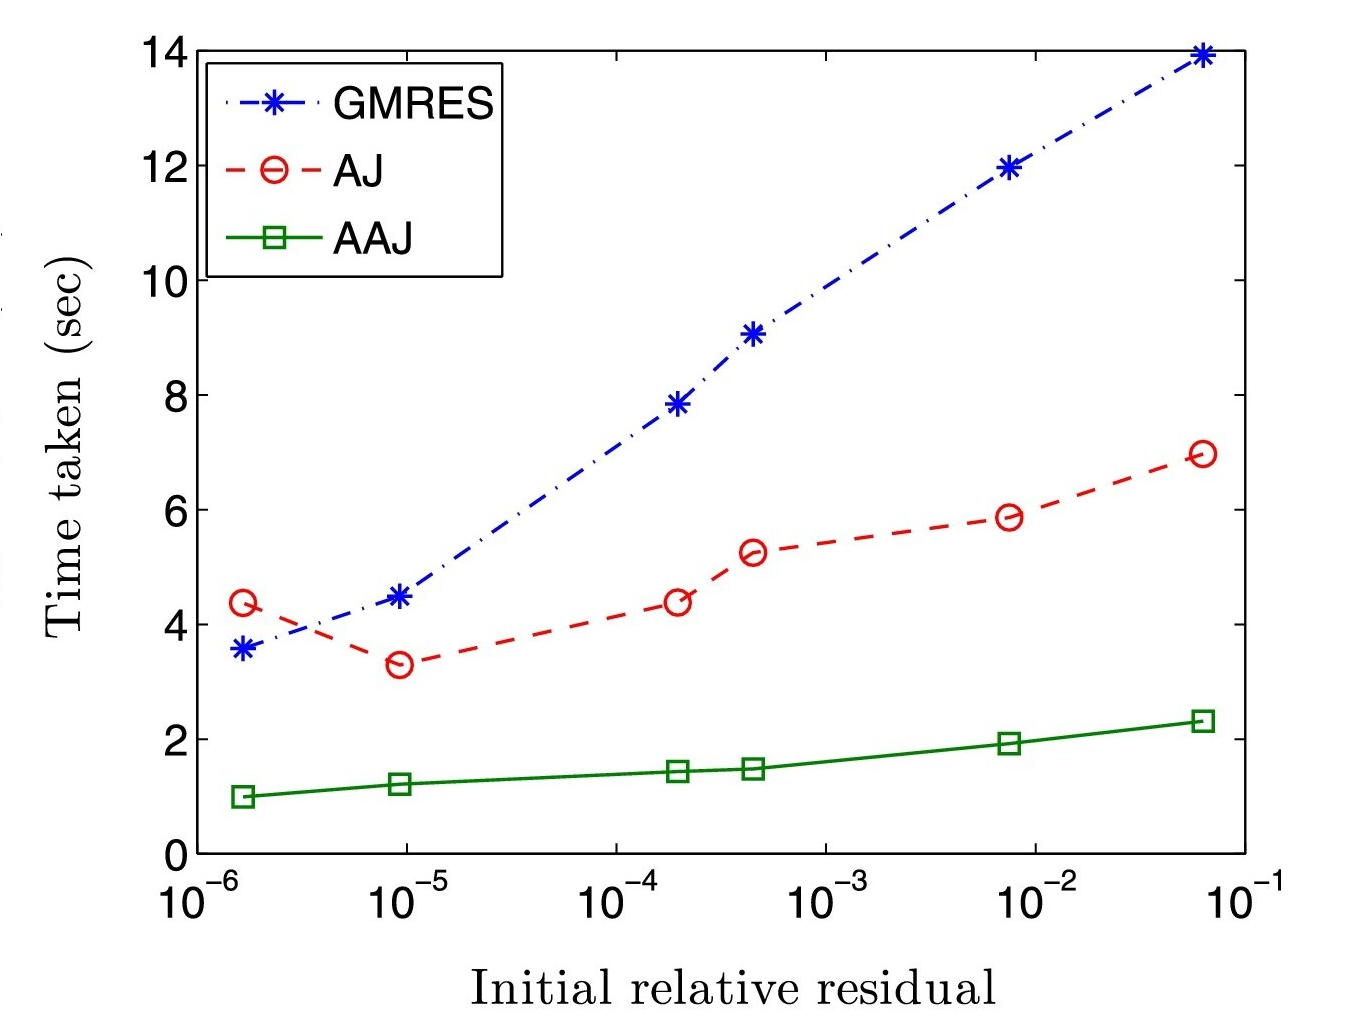 14
12
10
8
6
4
2
0
GMRES
AJ
AAJ
Time taken (sec)
10⁻⁶ 10⁻⁵ 10⁻⁴ 10⁻³ 10⁻² 10⁻¹
Initial relative residual